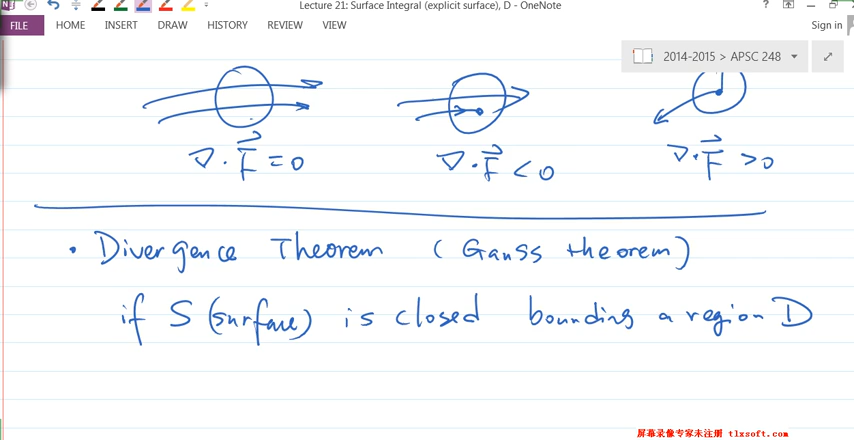 Lecture 21: Surface Integral (explicit surface), D - OneNote
FILE HOME INSERT DRAW HISTORY REVIEW VIEW Sign in
2014-2015 > APSC 248
∇·F⃗ = 0 ∇·F⃗ < 0 ∇·F⃗ > 0
• Divergence Theorem (Gauss theorem)
if S (surface) is closed bounding a region D
屏幕录像专家未注册 tlxsoft.com